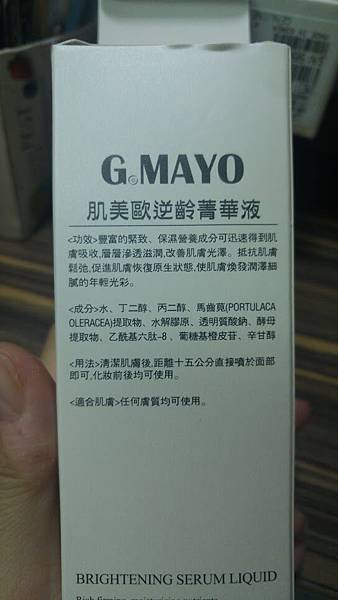 G.MAYO
肌美歐逆齡菁華液
<功效>豐富的緊致、保濕營養成分可迅速得到肌
膚吸收,層層滲透滋潤,改善肌膚光澤。抵抗肌膚
鬆弛,促進肌膚恢復原生狀態,使肌膚煥發潤澤細
膩的年輕光彩。
<成分>水、丁二醇、丙二醇、馬齒莧(PORTULACA
OLERACEA)提取物、水解膠原、透明質酸鈉、酵母
提取物、乙酰基六肽-8 、葡糖基橙皮苷、辛甘醇
<用法>清潔肌膚後,距離十五公分直接噴於面部
即可,化妝前後均可使用。
<適合肌膚>任何膚質均可使用。
BRIGHTENING SERUM LIQUID